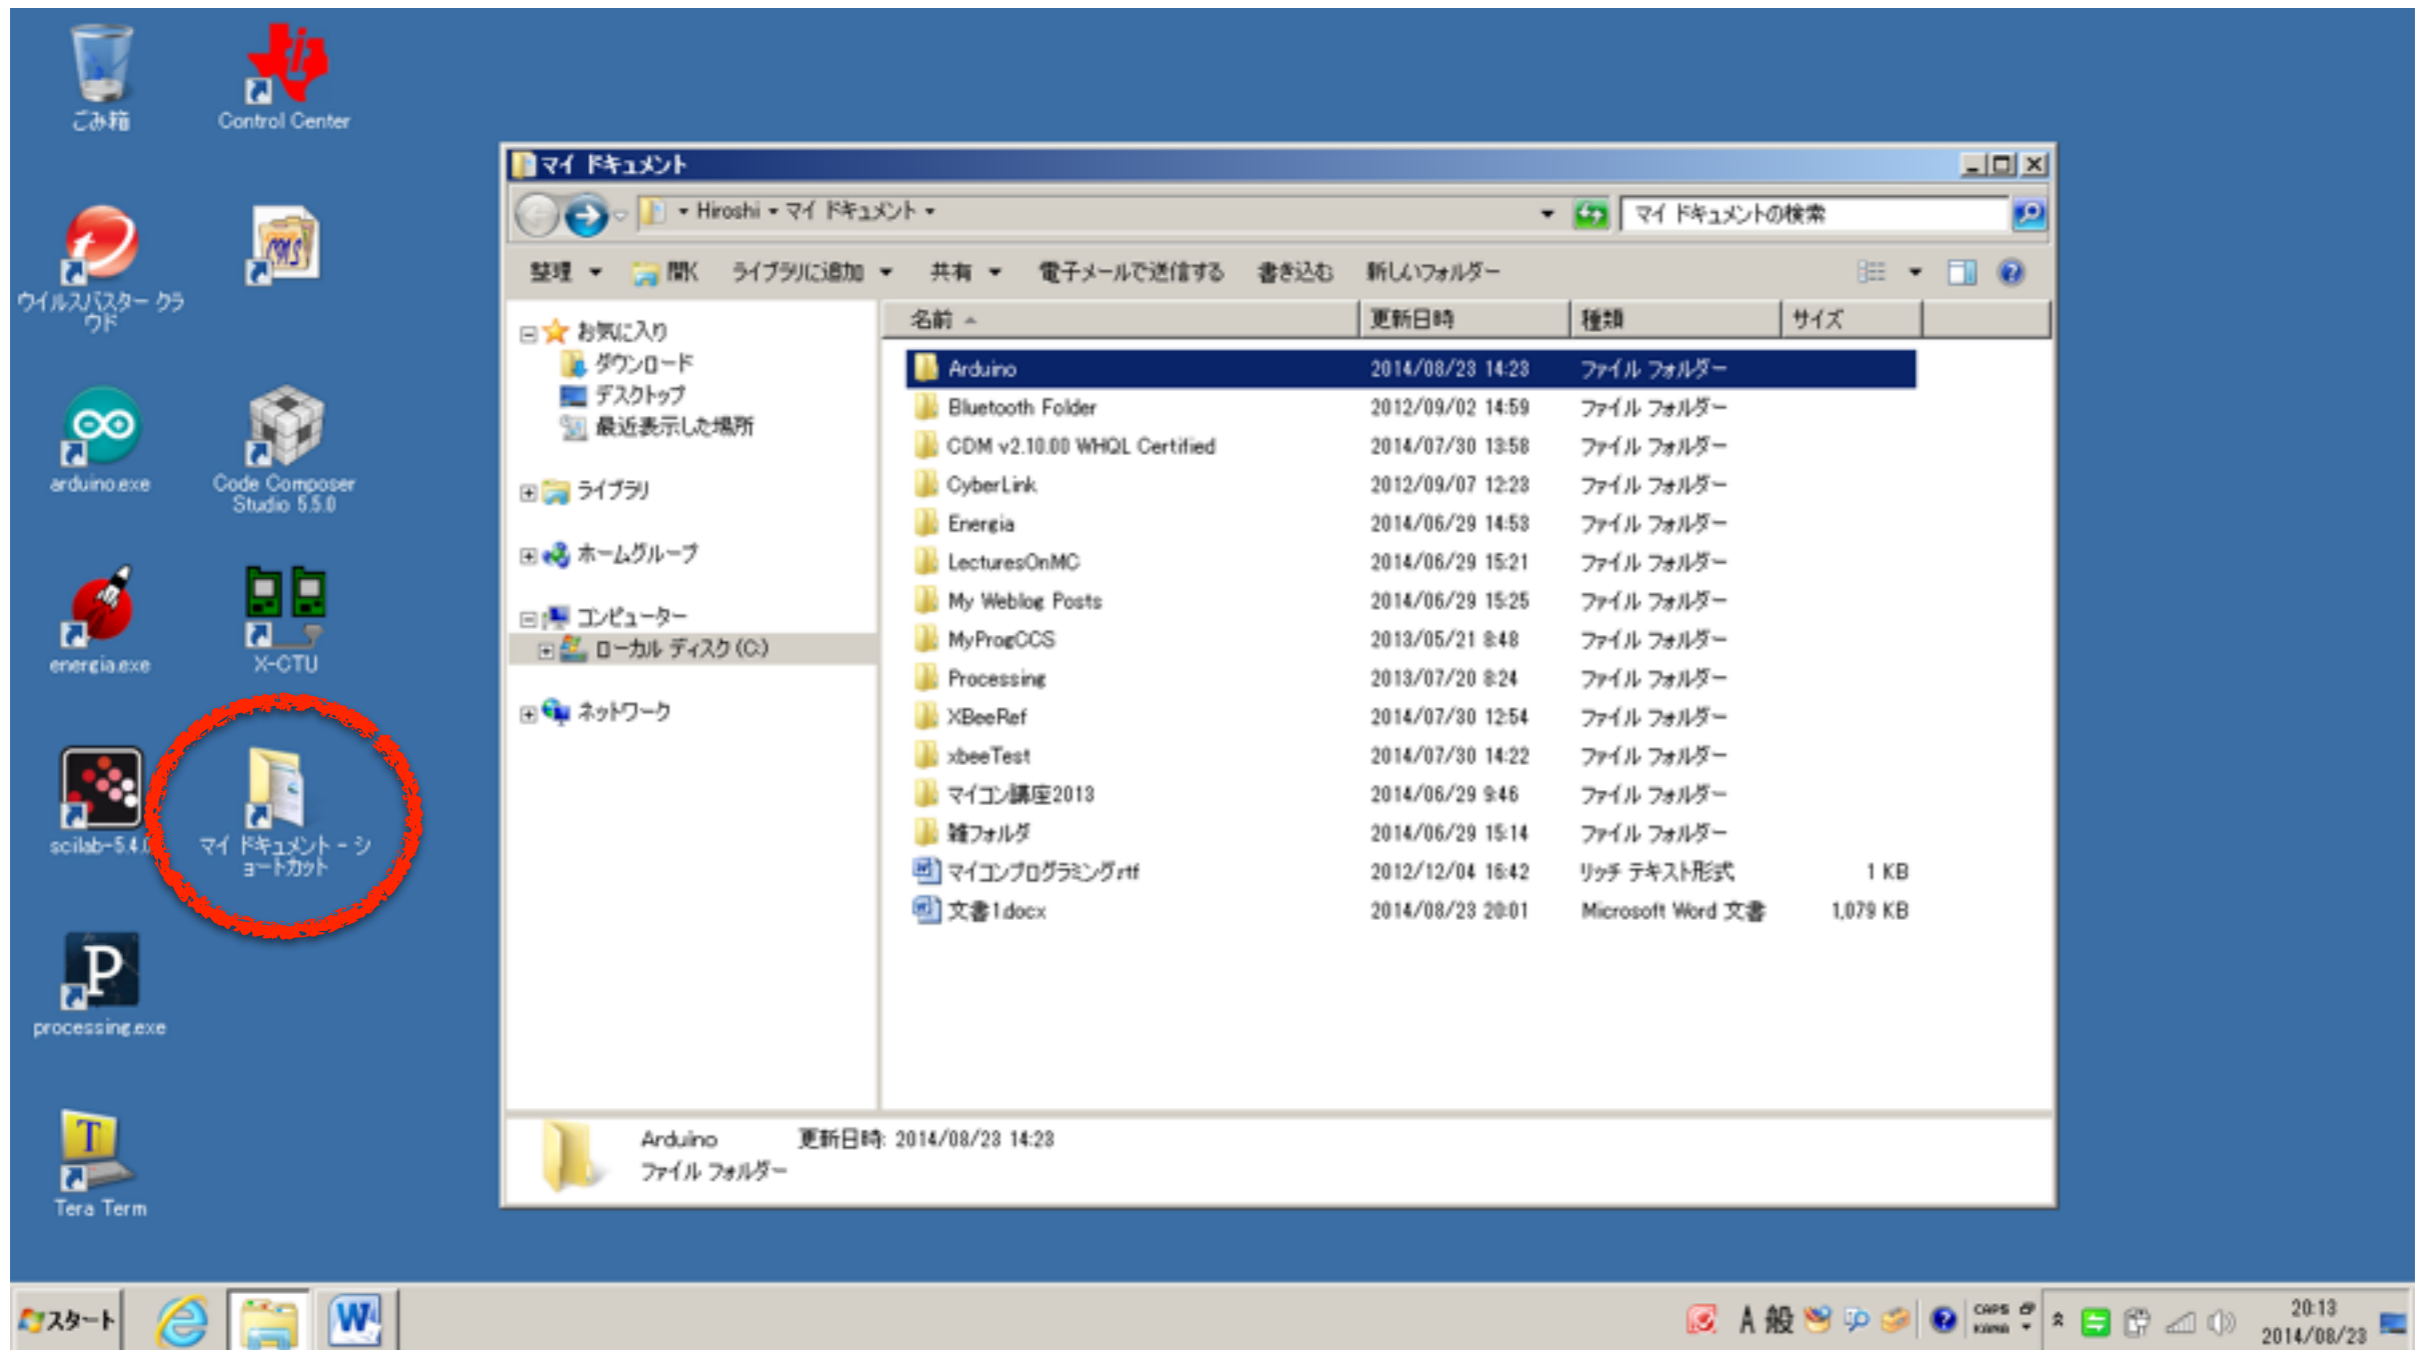 ごみ箱
Control Center
ウイルスバスター クラ
ウド
CMS
arduino.exe
Code Composer
Studio 5.5.0
energia.exe
X-CTU
scilab-5.4.0
マイ ドキュメント - シ
ョートカット
processing.exe
Tera Term
マイ ドキュメント
Hiroshi マイ ドキュメント
マイ ドキュメントの検索
整理 開く ライブラリに追加 共有 電子メールで送信する 書き込む 新しいフォルダー
お気に入り
ダウンロード
デスクトップ
最近表示した場所
ライブラリ
ホームグループ
コンピューター
ローカル ディスク (C:)
ネットワーク
名前 更新日時 種類 サイズ
Arduino 2014/08/23 14:23 ファイル フォルダー
Bluetooth Folder 2012/09/02 14:59 ファイル フォルダー
CDM v2.10.00 WHQL Certified 2014/07/30 13:58 ファイル フォルダー
CyberLink 2012/09/07 12:23 ファイル フォルダー
Energia 2014/06/29 14:53 ファイル フォルダー
LecturesOnMC 2014/06/29 15:21 ファイル フォルダー
My Weblog Posts 2014/06/29 15:25 ファイル フォルダー
MyProgCCS 2013/05/21 8:48 ファイル フォルダー
Processing 2013/07/20 8:24 ファイル フォルダー
XBeeRef 2014/07/30 12:54 ファイル フォルダー
xbeeTest 2014/07/30 14:22 ファイル フォルダー
マイコン講座2013 2014/06/29 9:46 ファイル フォルダー
雑フォルダ 2014/06/29 15:14 ファイル フォルダー
マイコンプログラミング.rtf 2012/12/04 16:42 リッチ テキスト形式 1 KB
文書1.docx 2014/08/23 20:01 Microsoft Word 文書 1,079 KB
Arduino 更新日時: 2014/08/23 14:23
ファイル フォルダー
スタート
A 般
CAPS
KANA
20:13
2014/08/23